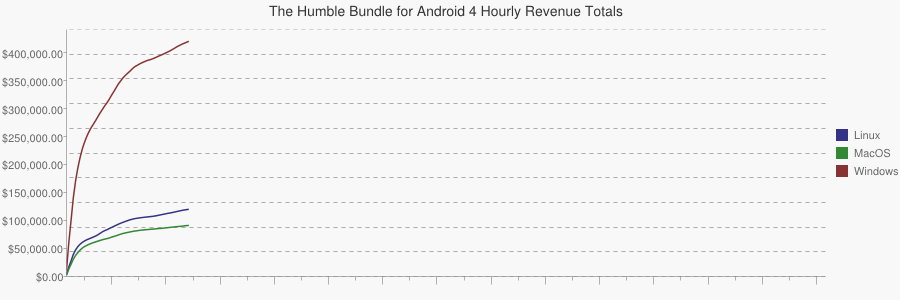 The Humble Bundle for Android 4 Hourly Revenue Totals
$400,000.00
$350,000.00
$300,000.00
$250,000.00
$200,000.00
$150,000.00
$100,000.00
$50,000.00
$0.00
Linux
MacOS
Windows